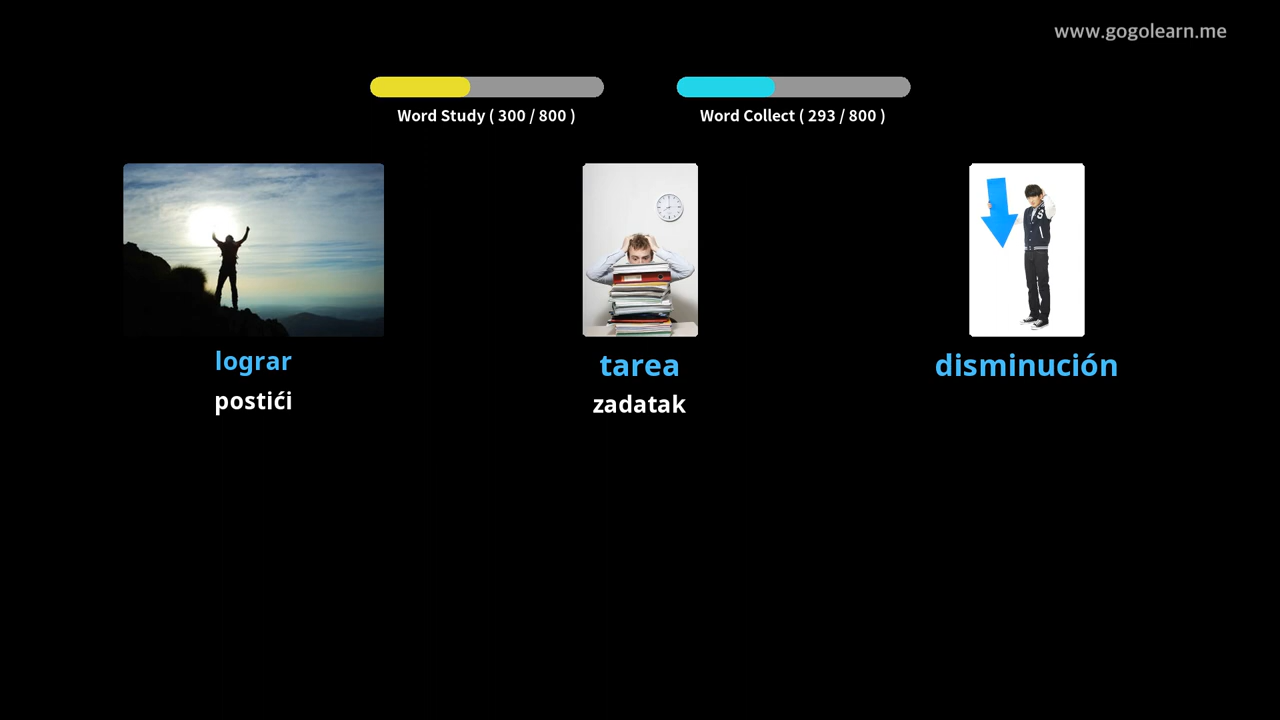 www.gogolearn.me
Word Study ( 300 / 800 )
Word Collect ( 293 / 800 )
lograr
postići
tarea
zadatak
disminución